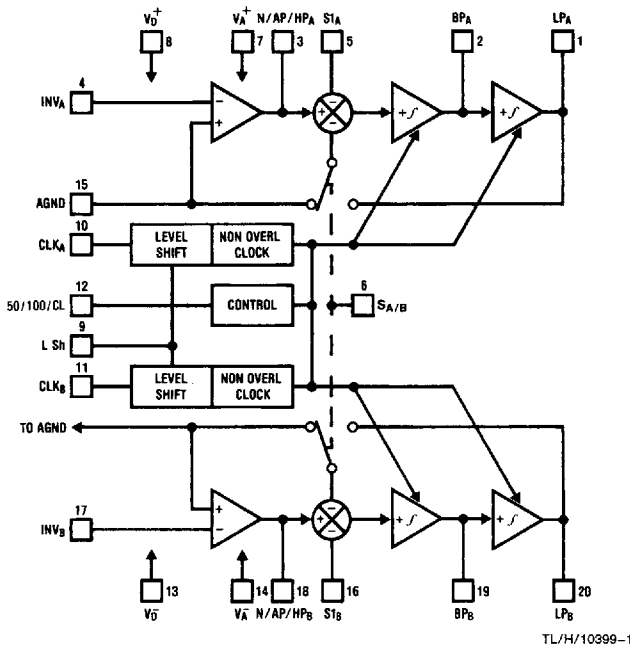 V_D^+ V_A^+ N/AP/HP_A S1_A BP_A LP_A
8 7 3 5 2 1
4
INV_A − + + − − +∫ +∫
15
AGND
10
CLK_A LEVEL SHIFT NON OVERL CLOCK
12 6
50/100/CL CONTROL S_A/B
9
L Sh
11
CLK_B LEVEL SHIFT NON OVERL CLOCK
TO AGND
17
INV_B + − + − − +∫ +∫
13 14 18 16 19 20
V_D^- V_A^- N/AP/HP_B S1_B BP_B LP_B
TL/H/10399–1